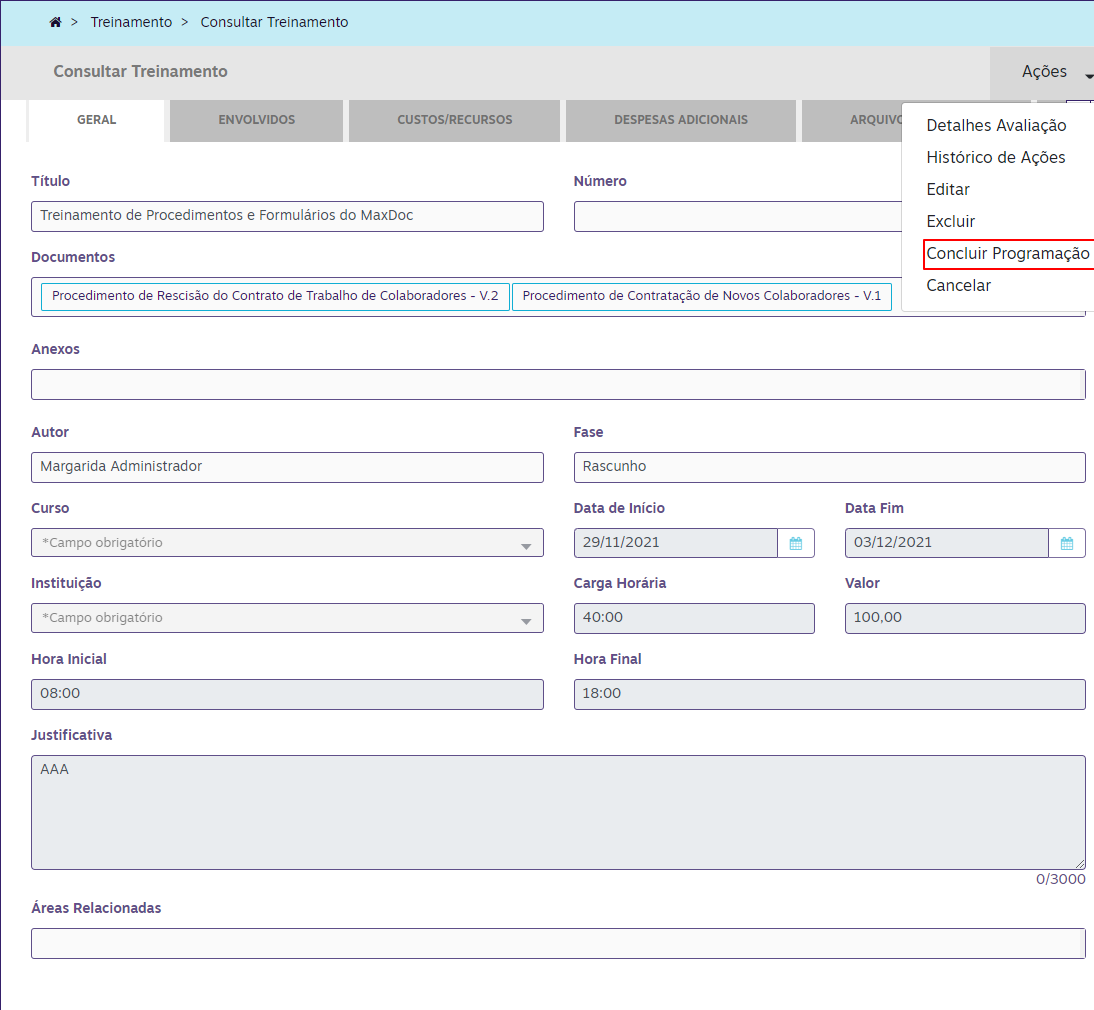 > Treinamento > Consultar Treinamento
Consultar Treinamento
Ações
GERAL ENVOLVIDOS CUSTOS/RECURSOS DESPESAS ADICIONAIS ARQUIVO
Detalhes Avaliação
Histórico de Ações
Editar
Excluir
Concluir Programação
Cancelar
Título Número
Treinamento de Procedimentos e Formulários do MaxDoc
Documentos
Procedimento de Rescisão do Contrato de Trabalho de Colaboradores - V.2 Procedimento de Contratação de Novos Colaboradores - V.1
Anexos
Autor Fase
Margarida Administrador Rascunho
Curso Data de Início Data Fim
*Campo obrigatório 29/11/2021 03/12/2021
Instituição Carga Horária Valor
*Campo obrigatório 40:00 100,00
Hora Inicial Hora Final
08:00 18:00
Justificativa
AAA
0/3000
Áreas Relacionadas